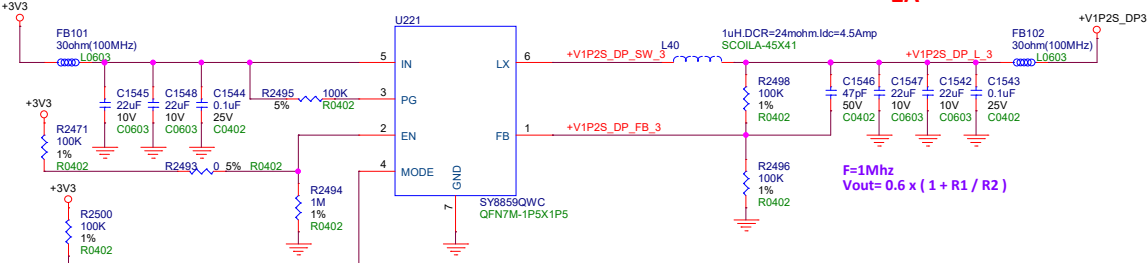 +3V3
FB101
30ohm(100MHz)
L0603
C1545
22uF
10V
C0603
C1548
22uF
10V
C0603
C1544
0.1uF
25V
C0402
+3V3
R2471
100K
1%
R0402
R2493 0 5% R0402
R2495 100K
5% R0402
R2494
1M
1%
R0402
+3V3
R2500
100K
1%
R0402
U221
5 IN
3 PG
2 EN
4 MODE
LX 6
FB 1
GND
7
SY8859QWC
QFN7M-1P5X1P5
+V1P2S_DP_SW_3
L40
1uH.DCR=24mohm.Idc=4.5Amp
SCOILA-45X41
+V1P2S_DP_FB_3
R2498
100K
1%
R0402
R2496
100K
1%
R0402
+V1P2S_DP_L_3
C1546
47pF
50V
C0402
C1547
22uF
10V
C0603
C1542
22uF
10V
C0603
C1543
0.1uF
25V
C0402
FB102
30ohm(100MHz)
L0603
+V1P2S_DP3
F=1Mhz
Vout= 0.6 x ( 1 + R1 / R2 )